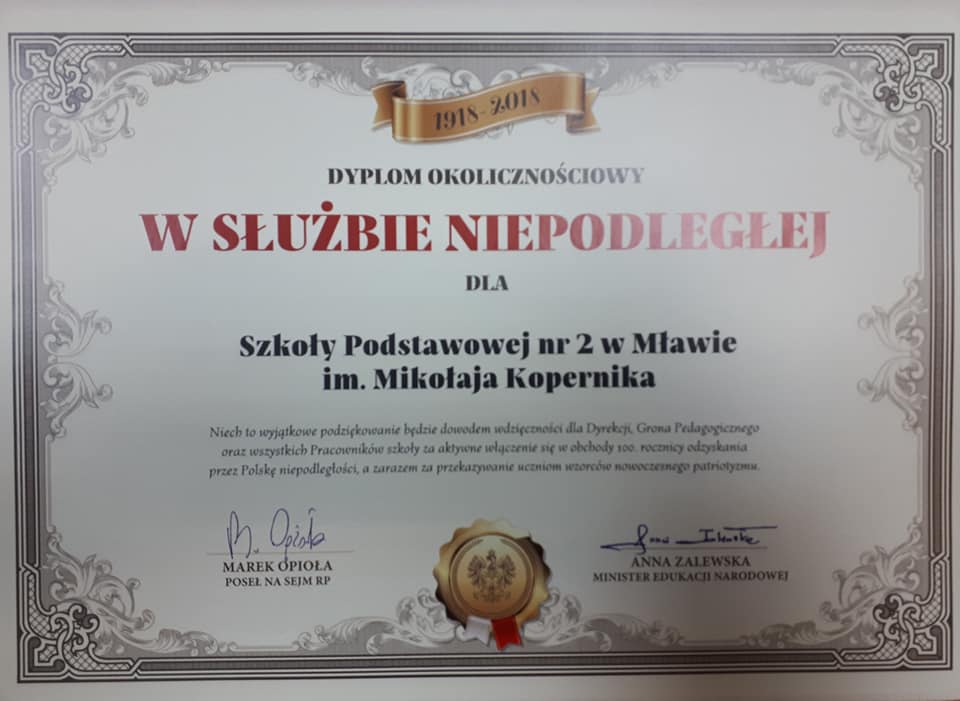 1918-2018
DYPLOM OKOLICZNOŚCIOWY
W SŁUŻBIE NIEPODLEGŁEJ
DLA
Szkoły Podstawowej nr 2 w Mławie
im. Mikołaja Kopernika
Niech to wyjątkowe podziękowanie będzie dowodem wdzięczności dla Dyrekcji, Grona Pedagogicznego
oraz wszystkich Pracowników szkoły za aktywne włączenie się w obchody 100. rocznicy odzyskania
przez Polskę niepodległości, a zarazem za przekazywanie uczniom wzorców nowoczesnego patriotyzmu.
M. Opioła
MAREK OPIOŁA
POSEŁ NA SEJM RP
Anna Zalewska
ANNA ZALEWSKA
MINISTER EDUKACJI NARODOWEJ